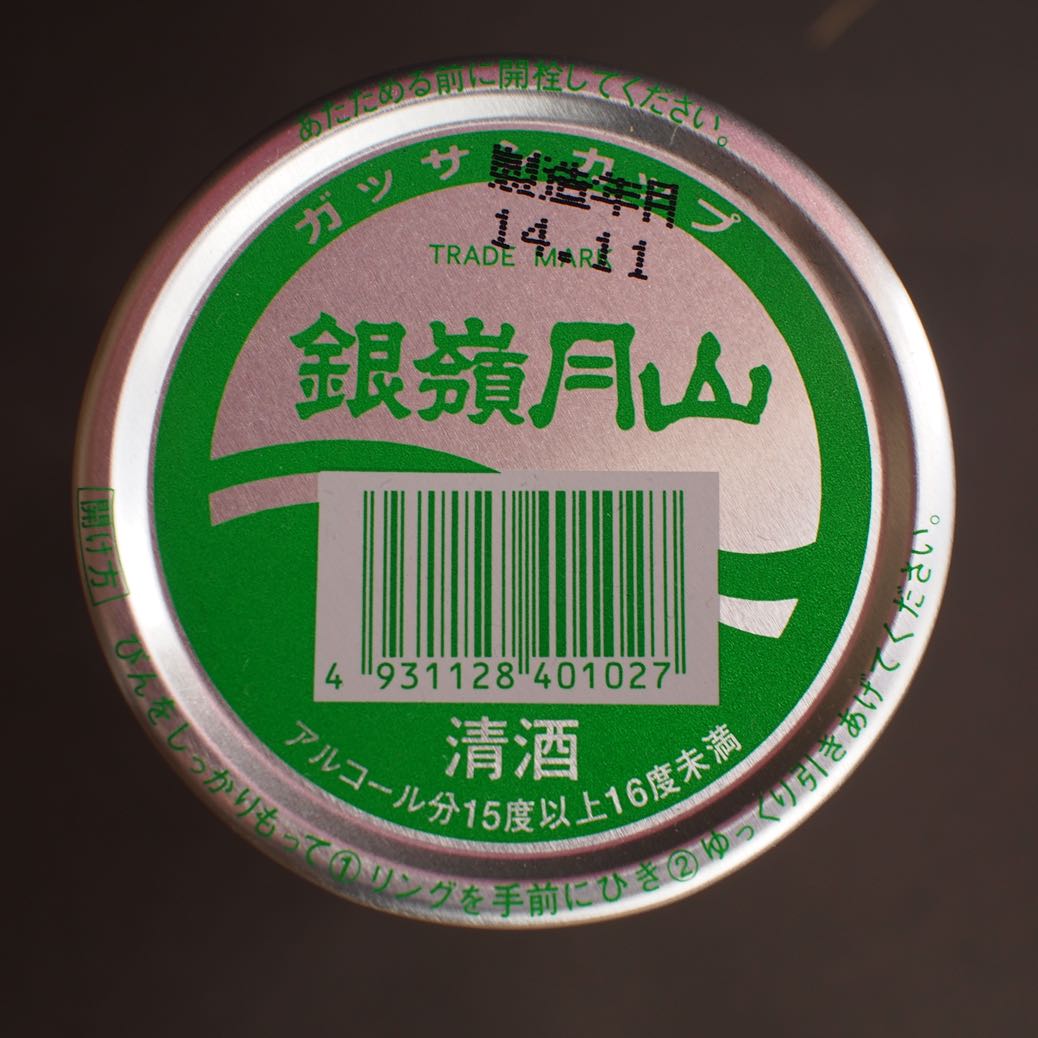 あたためる前に開栓してください。
ガッサンカップ
製造年月
14.11
TRADE MARK
銀嶺月山
4 931128 401027
清酒
アルコール分15度以上16度未満
開け方 びんをしっかりもって①リングを手前にひき②ゆっくり引きあげてください。